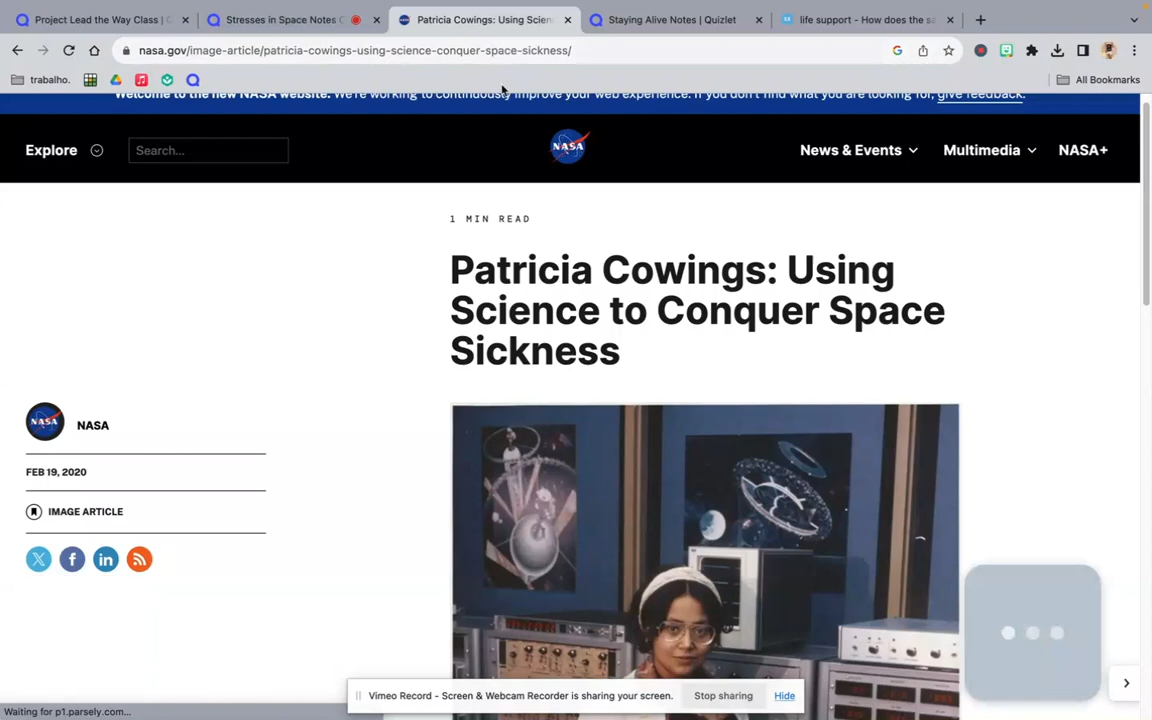 Project Lead the Way Class | Q
Stresses in Space Notes
Patricia Cowings: Using Scien
Staying Alive Notes | Quizlet
life support - How does the sa
nasa.gov/image-article/patricia-cowings-using-science-conquer-space-sickness/
trabalho.
All Bookmarks
Welcome to the new NASA website. We're working to continuously improve your web experience. If you don't find what you are looking for, give feedback.
Explore
Search...
NASA
News & Events
Multimedia
NASA+
1 MIN READ
Patricia Cowings: Using
Science to Conquer Space
Sickness
NASA
NASA
FEB 19, 2020
IMAGE ARTICLE
Vimeo Record - Screen & Webcam Recorder is sharing your screen.
Stop sharing
Hide
Waiting for p1.parsely.com...